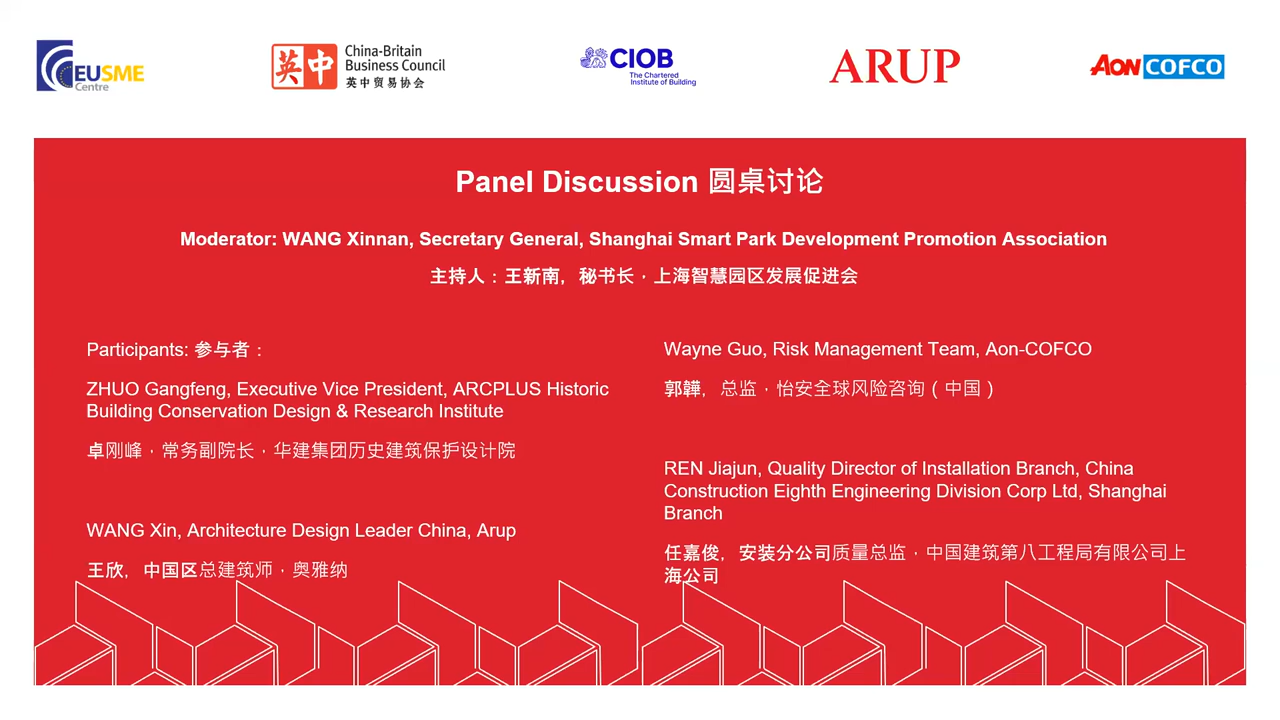 EUSME
Centre
英中
China-Britain
Business Council
英中贸易协会
CIOB
The Chartered
Institute of Building
ARUP
AON COFCO
Panel Discussion 圆桌讨论
Moderator: WANG Xinnan, Secretary General, Shanghai Smart Park Development Promotion Association
主持人：王新南，秘书长，上海智慧园区发展促进会
Participants: 参与者：
ZHUO Gangfeng, Executive Vice President, ARCPLUS Historic
Building Conservation Design & Research Institute
卓刚峰，常务副院长，华建集团历史建筑保护设计院
WANG Xin, Architecture Design Leader China, Arup
王欣，中国区总建筑师，奥雅纳
Wayne Guo, Risk Management Team, Aon-COFCO
郭韡，总监，怡安全球风险咨询（中国）
REN Jiajun, Quality Director of Installation Branch, China
Construction Eighth Engineering Division Corp Ltd, Shanghai
Branch
任嘉俊，安装分公司质量总监，中国建筑第八工程局有限公司上
海公司